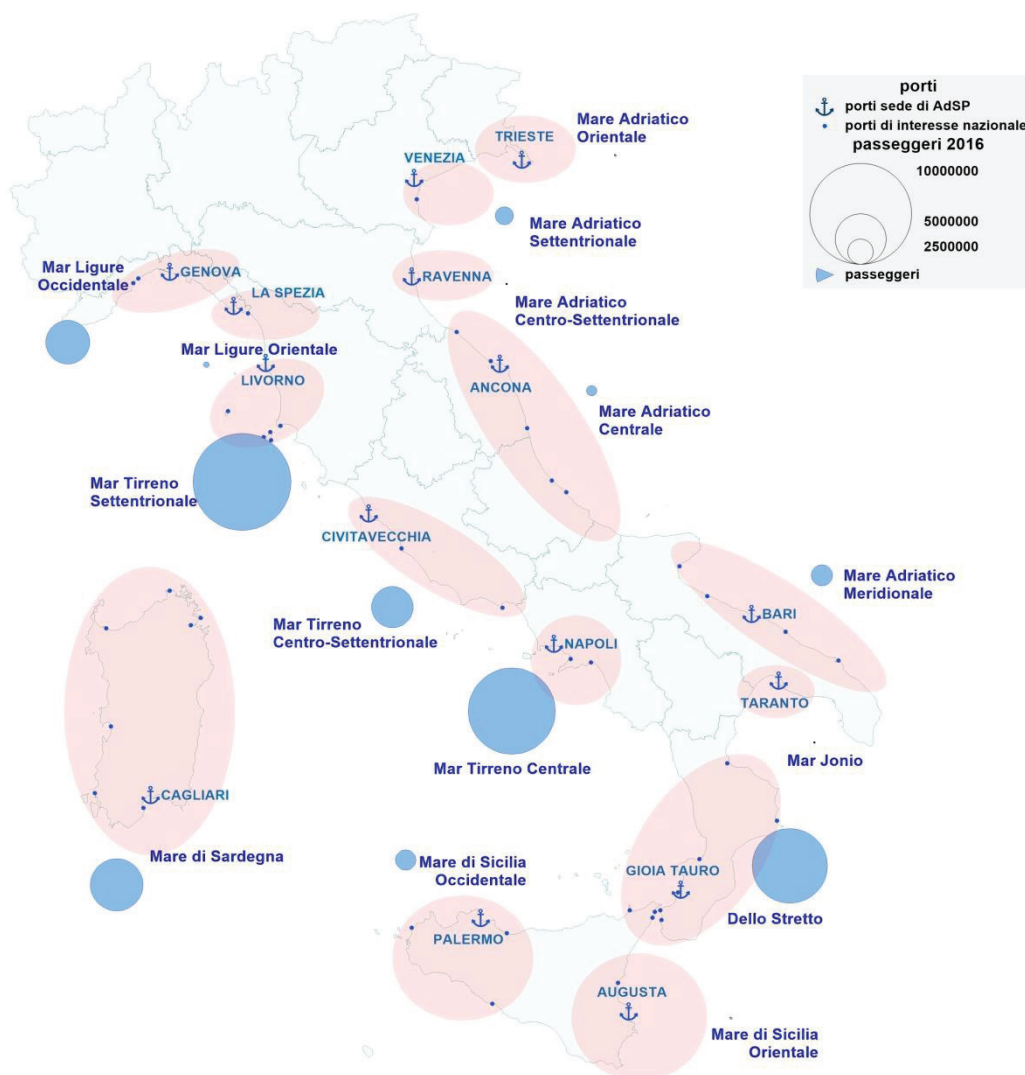 porti
porti sede di AdSP
porti di interesse nazionale
passeggeri 2016
10000000
5000000
2500000
passeggeri
Mare Adriatico
Orientale
TRIESTE
VENEZIA
Mare Adriatico
Settentrionale
Mar Ligure
Occidentale
GENOVA
LA SPEZIA
RAVENNA
Mare Adriatico
Centro-Settentrionale
Mar Ligure Orientale
LIVORNO
ANCONA
Mare Adriatico
Centrale
Mar Tirreno
Settentrionale
CIVITAVECCHIA
Mar Tirreno
Centro-Settentrionale
Mare Adriatico
Meridionale
BARI
NAPOLI
TARANTO
Mar Tirreno Centrale
Mar Jonio
CAGLIARI
Mare di Sardegna
Mare di Sicilia
Occidentale
GIOIA TAURO
Dello Stretto
PALERMO
AUGUSTA
Mare di Sicilia
Orientale